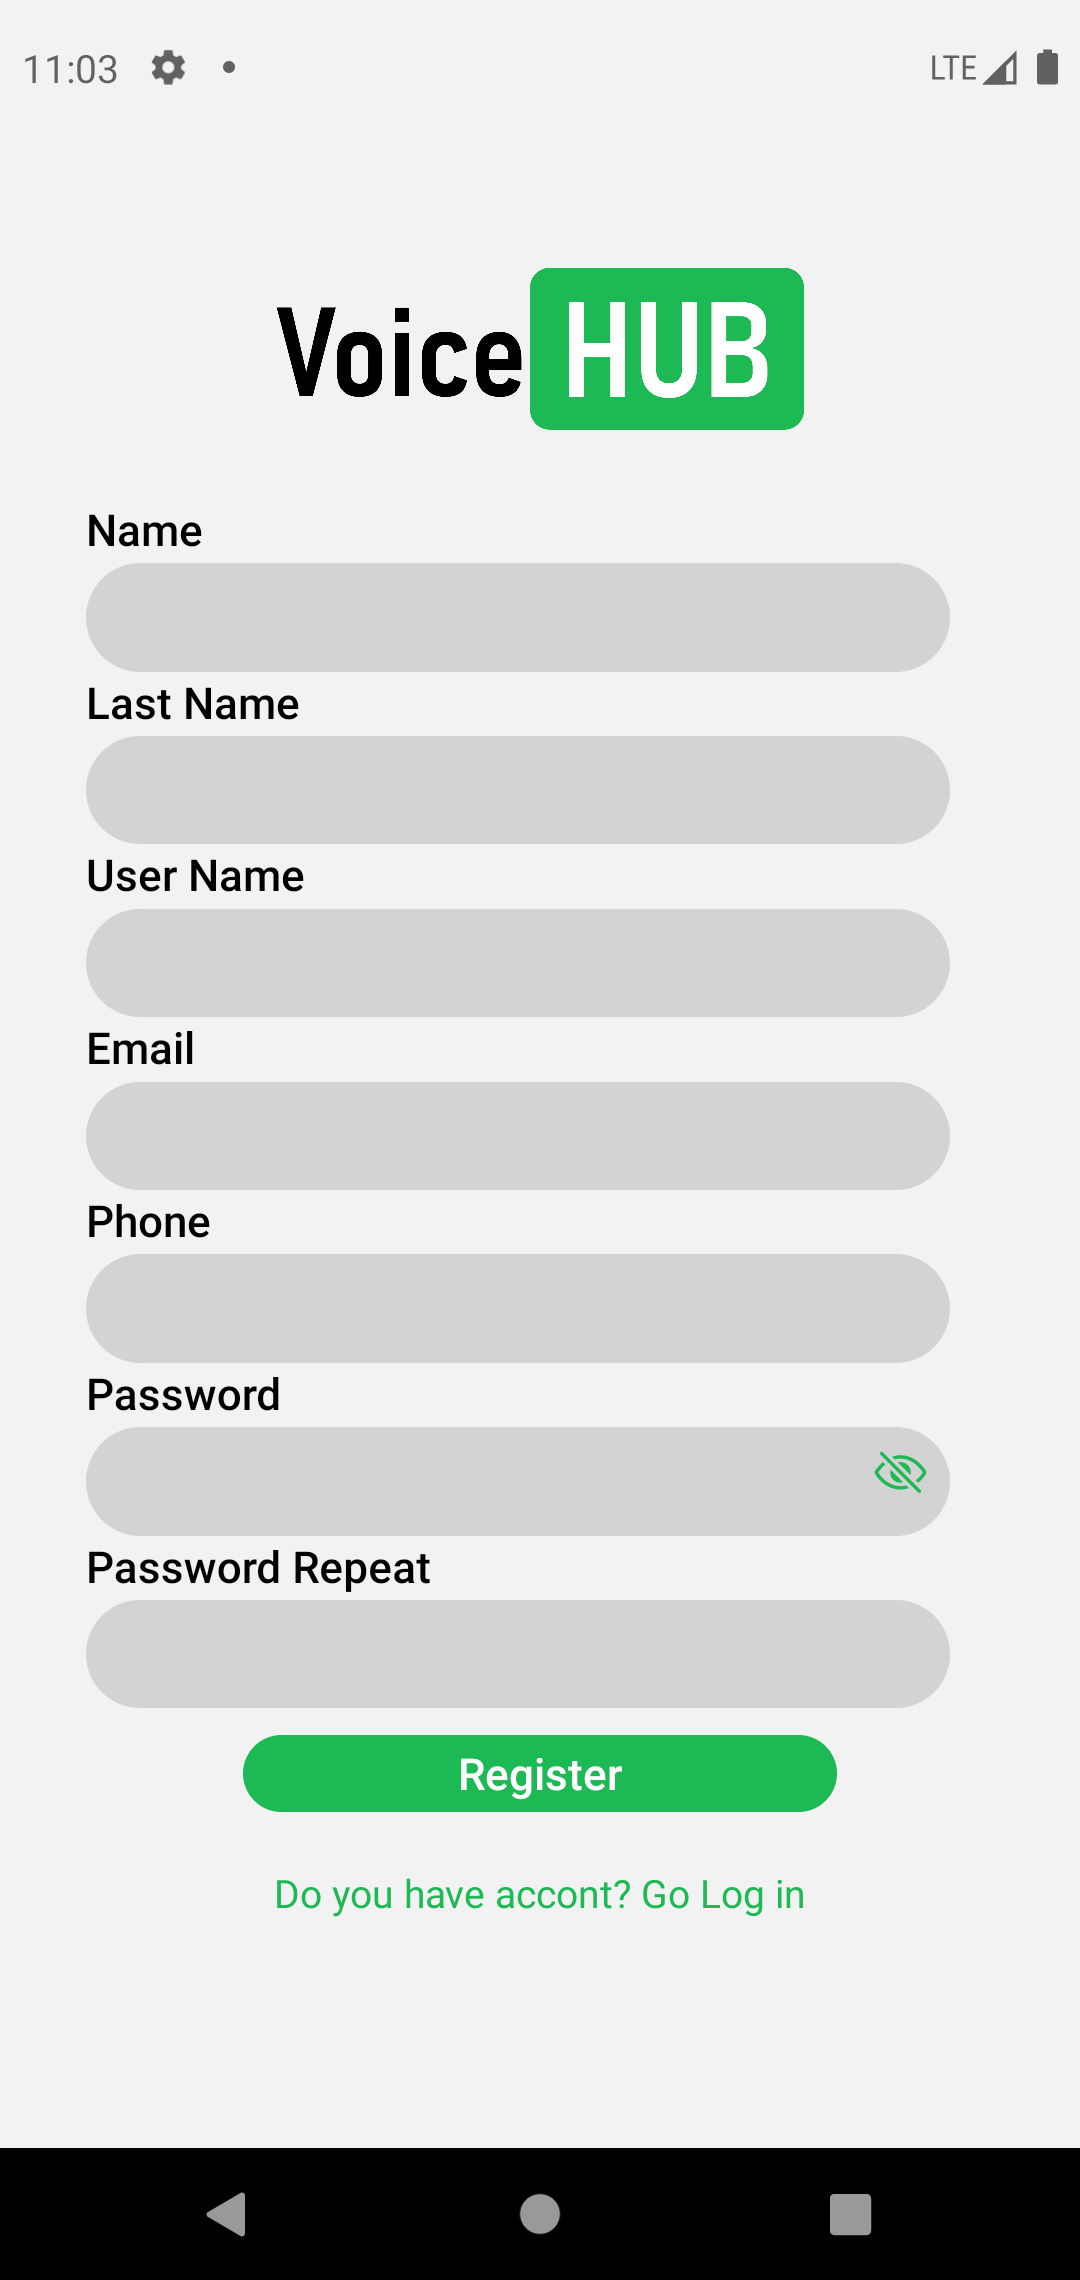 11:03 LTE
Voice HUB
Name
Last Name
User Name
Email
Phone
Password
Password Repeat
Register
Do you have accont? Go Log in